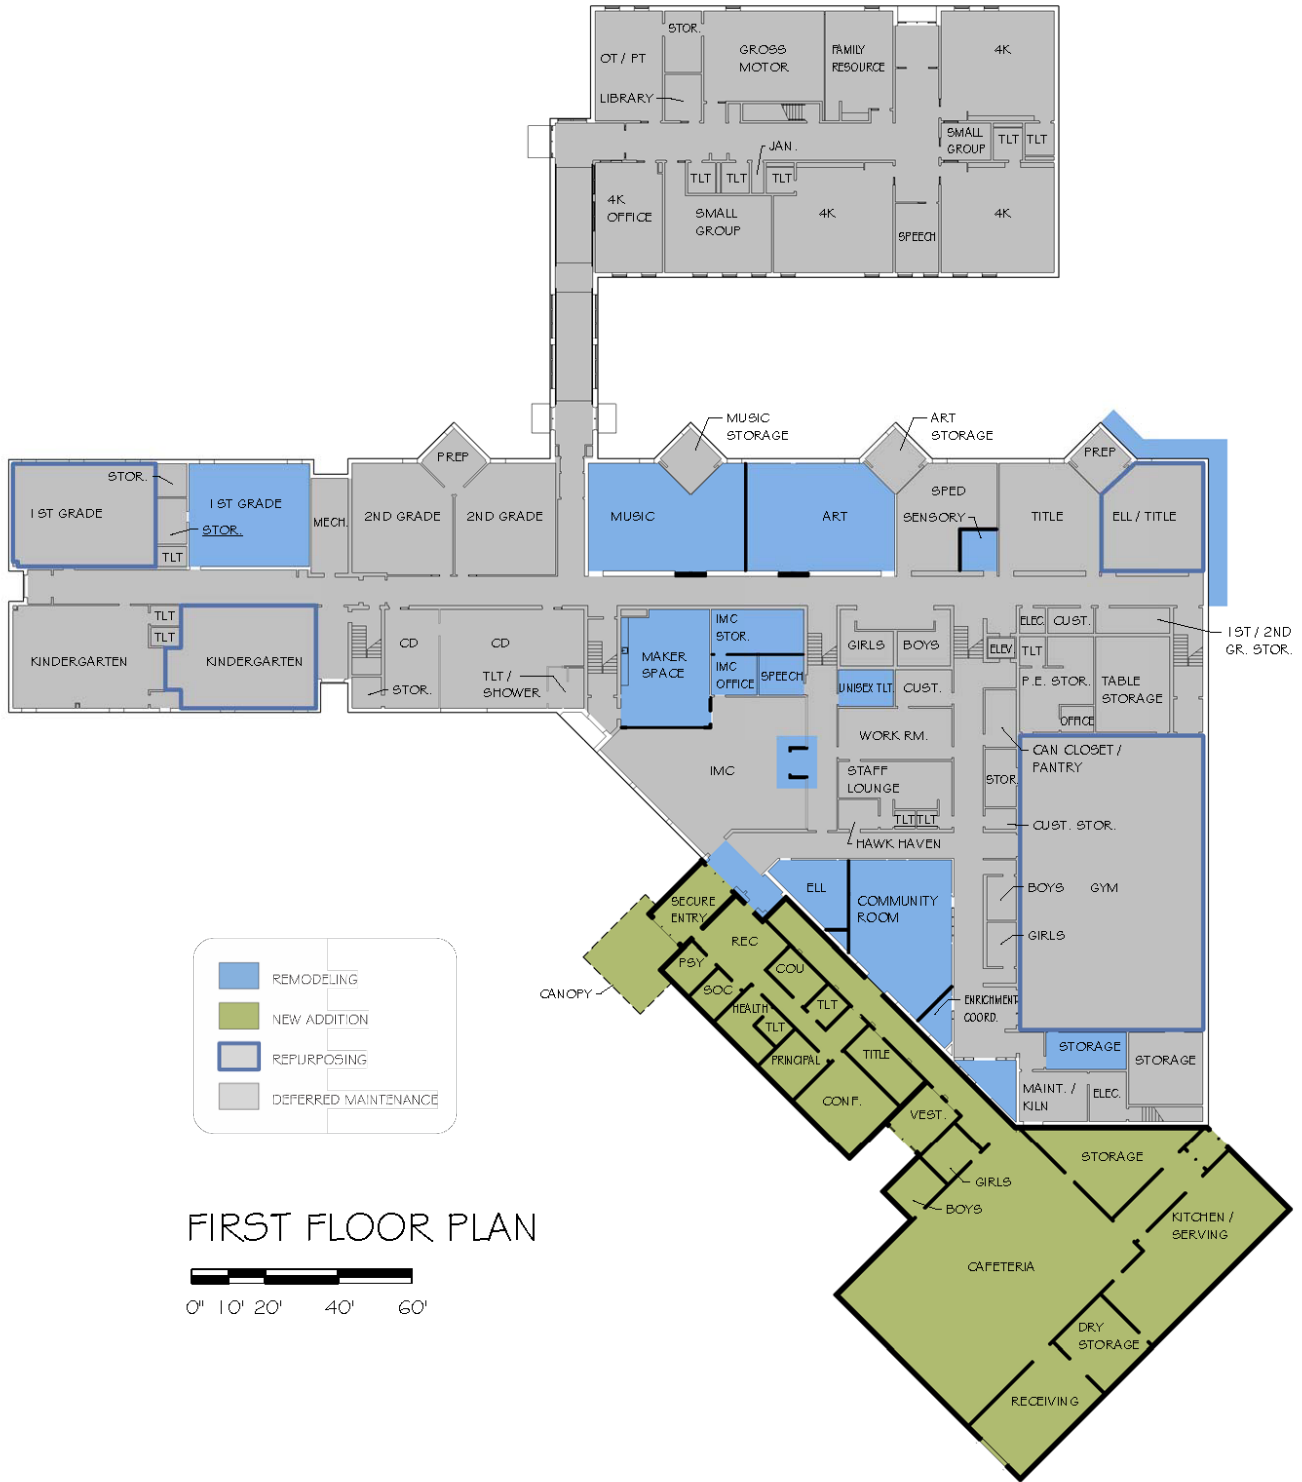 OT / PT
STOR.
GROSS
MOTOR
FAMILY
RESOURCE
4K
LIBRARY
JAN.
SMALL
GROUP
TLT
TLT
TLT
TLT
TLT
4K
OFFICE
SMALL
GROUP
4K
SPEECH
4K
MUSIC
STORAGE
ART
STORAGE
PREP
PREP
1ST GRADE
STOR.
STOR.
TLT
1ST GRADE
MECH.
2ND GRADE
2ND GRADE
MUSIC
ART
SPED
SENSORY
TITLE
ELL / TITLE
KINDERGARTEN
TLT
TLT
KINDERGARTEN
CD
STOR.
CD
TLT /
SHOWER
MAKER
SPACE
IMC
STOR.
IMC
OFFICE
SPEECH
GIRLS
BOYS
UNISEX TLT.
CUST.
ELEV
ELEC.
CUST.
1ST / 2ND
GR. STOR.
TLT
P.E. STOR.
OFFICE
TABLE
STORAGE
WORK RM.
IMC
STAFF
LOUNGE
TLT
TLT
HAWK HAVEN
STOR.
CAN CLOSET /
PANTRY
CUST. STOR.
BOYS
GYM
GIRLS
ELL
COMMUNITY
ROOM
ENRICHMENT
COORD.
STORAGE
STORAGE
MAINT. /
KILN
ELEC.
SECURE
ENTRY
REC
CANOPY
PSY
SOC
COU
TLT
HEALTH
TLT
PRINCIPAL
TITLE
CONF.
VEST.
GIRLS
BOYS
STORAGE
KITCHEN /
SERVING
CAFETERIA
DRY
STORAGE
RECEIVING
REMODELING
NEW ADDITION
REPURPOSING
DEFERRED MAINTENANCE
FIRST FLOOR PLAN
0" 10' 20' 40' 60'